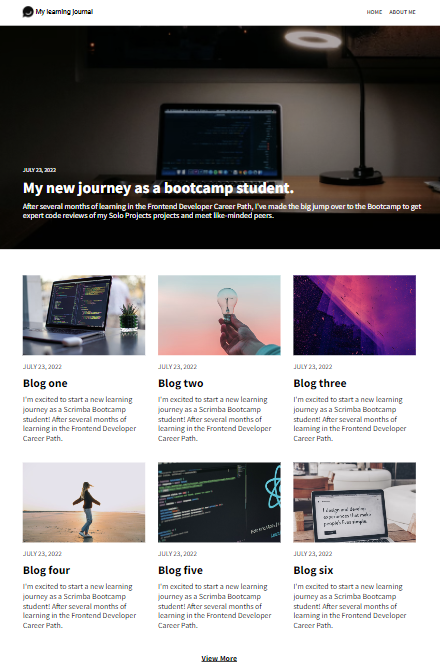 My learning journal
HOME ABOUT ME
JULY 23, 2022
My new journey as a bootcamp student.
After several months of learning in the Frontend Developer Career Path, I've made the big jump over to the Bootcamp to get
expert code reviews of my Solo Projects projects and meet like-minded peers.
JULY 23, 2022
Blog one
I'm excited to start a new learning
journey as a Scrimba Bootcamp
student! After several months of
learning in the Frontend Developer
Career Path.
JULY 23, 2022
Blog two
I'm excited to start a new learning
journey as a Scrimba Bootcamp
student! After several months of
learning in the Frontend Developer
Career Path.
JULY 23, 2022
Blog three
I'm excited to start a new learning
journey as a Scrimba Bootcamp
student! After several months of
learning in the Frontend Developer
Career Path.
I design and develop
experiences that make
people's lives simple.
JULY 23, 2022
Blog four
I'm excited to start a new learning
journey as a Scrimba Bootcamp
student! After several months of
learning in the Frontend Developer
Career Path.
JULY 23, 2022
Blog five
I'm excited to start a new learning
journey as a Scrimba Bootcamp
student! After several months of
learning in the Frontend Developer
Career Path.
JULY 23, 2022
Blog six
I'm excited to start a new learning
journey as a Scrimba Bootcamp
student! After several months of
learning in the Frontend Developer
Career Path.
View More